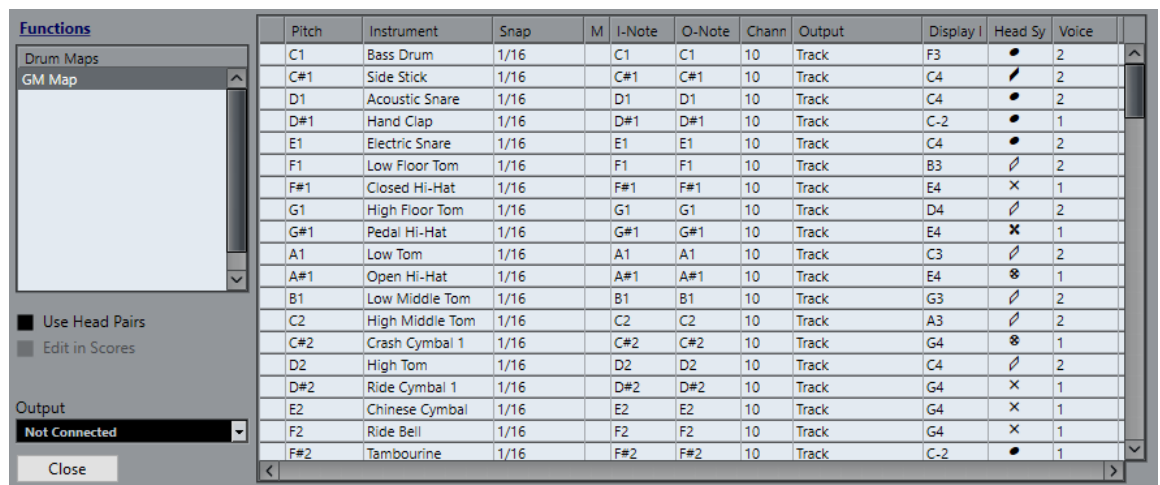 Functions
Drum Maps
GM Map
Use Head Pairs
Edit in Scores
Output
Not Connected
Close
Pitch Instrument Snap M I-Note O-Note Chann Output Display I Head Sy Voice
C1 Bass Drum 1/16 C1 C1 10 Track F3 2
C#1 Side Stick 1/16 C#1 C#1 10 Track C4 2
D1 Acoustic Snare 1/16 D1 D1 10 Track C4 2
D#1 Hand Clap 1/16 D#1 D#1 10 Track C-2 1
E1 Electric Snare 1/16 E1 E1 10 Track C4 2
F1 Low Floor Tom 1/16 F1 F1 10 Track B3 2
F#1 Closed Hi-Hat 1/16 F#1 F#1 10 Track E4 1
G1 High Floor Tom 1/16 G1 G1 10 Track D4 2
G#1 Pedal Hi-Hat 1/16 G#1 G#1 10 Track E4 1
A1 Low Tom 1/16 A1 A1 10 Track C3 2
A#1 Open Hi-Hat 1/16 A#1 A#1 10 Track E4 1
B1 Low Middle Tom 1/16 B1 B1 10 Track G3 2
C2 High Middle Tom 1/16 C2 C2 10 Track A3 2
C#2 Crash Cymbal 1 1/16 C#2 C#2 10 Track G4 1
D2 High Tom 1/16 D2 D2 10 Track C4 2
D#2 Ride Cymbal 1 1/16 D#2 D#2 10 Track G4 1
E2 Chinese Cymbal 1/16 E2 E2 10 Track G4 1
F2 Ride Bell 1/16 F2 F2 10 Track G4 1
F#2 Tambourine 1/16 F#2 F#2 10 Track C-2 1